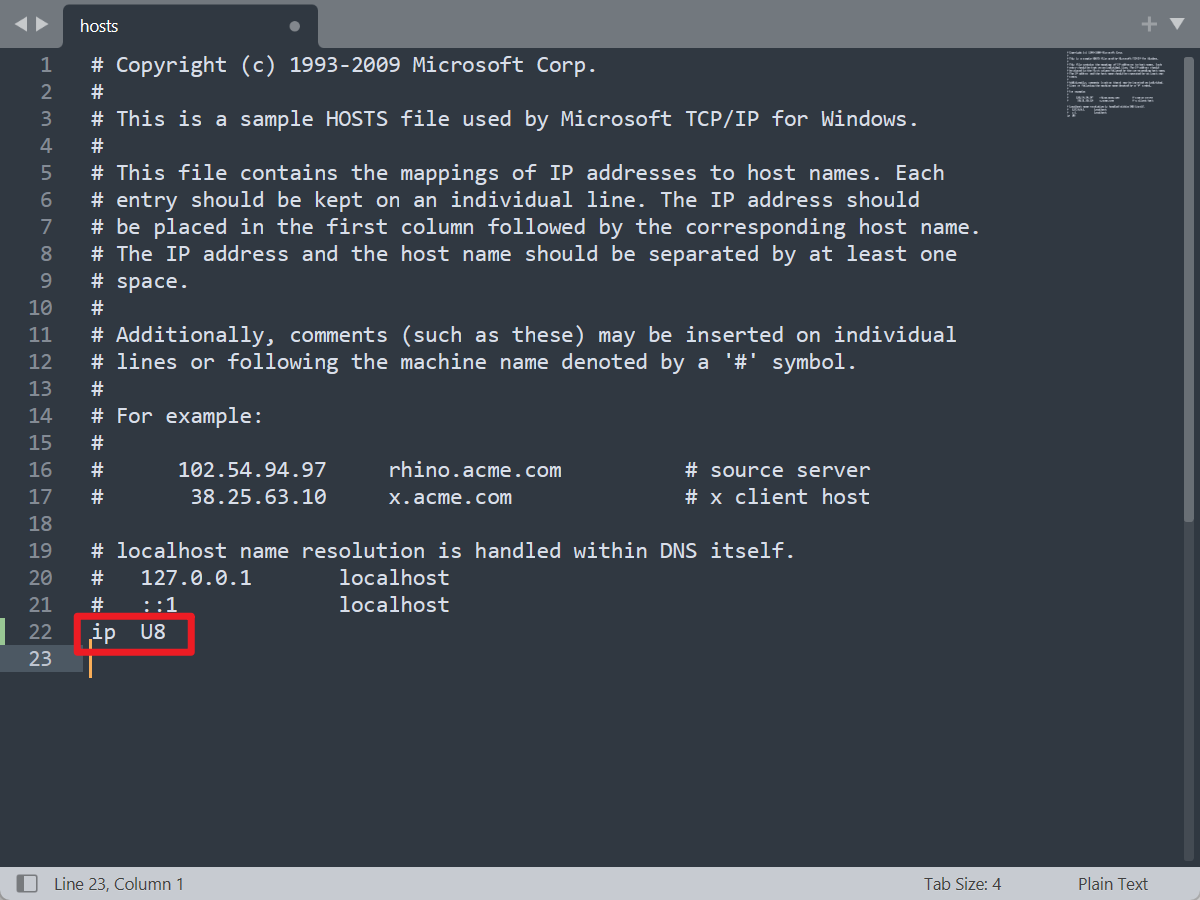 hosts
1 # Copyright (c) 1993-2009 Microsoft Corp.
2 #
3 # This is a sample HOSTS file used by Microsoft TCP/IP for Windows.
4 #
5 # This file contains the mappings of IP addresses to host names. Each
6 # entry should be kept on an individual line. The IP address should
7 # be placed in the first column followed by the corresponding host name.
8 # The IP address and the host name should be separated by at least one
9 # space.
10 #
11 # Additionally, comments (such as these) may be inserted on individual
12 # lines or following the machine name denoted by a '#' symbol.
13 #
14 # For example:
15 #
16 #      102.54.94.97     rhino.acme.com          # source server
17 #       38.25.63.10     x.acme.com              # x client host
18
19 # localhost name resolution is handled within DNS itself.
20 #   127.0.0.1       localhost
21 #   ::1             localhost
22 ip  U8
23
Line 23, Column 1    Tab Size: 4    Plain Text